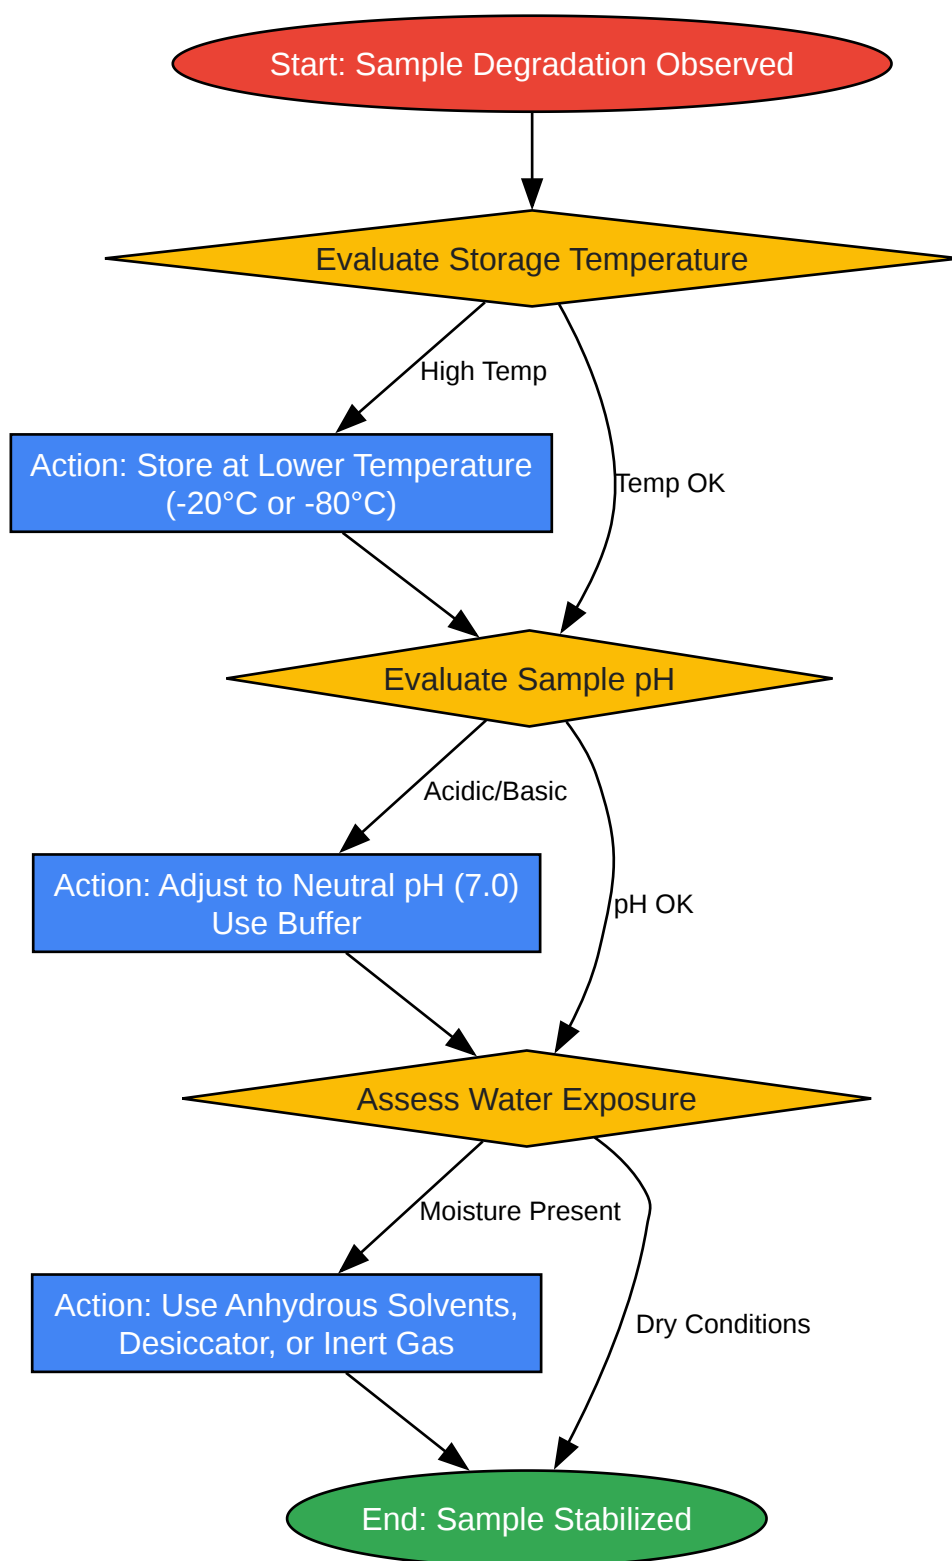 Start: Sample Degradation Observed
Evaluate Storage Temperature
High Temp
Action: Store at Lower Temperature
(-20°C or -80°C)
Temp OK
Evaluate Sample pH
Acidic/Basic
Action: Adjust to Neutral pH (7.0)
Use Buffer
pH OK
Assess Water Exposure
Moisture Present
Action: Use Anhydrous Solvents,
Desiccator, or Inert Gas
Dry Conditions
End: Sample Stabilized